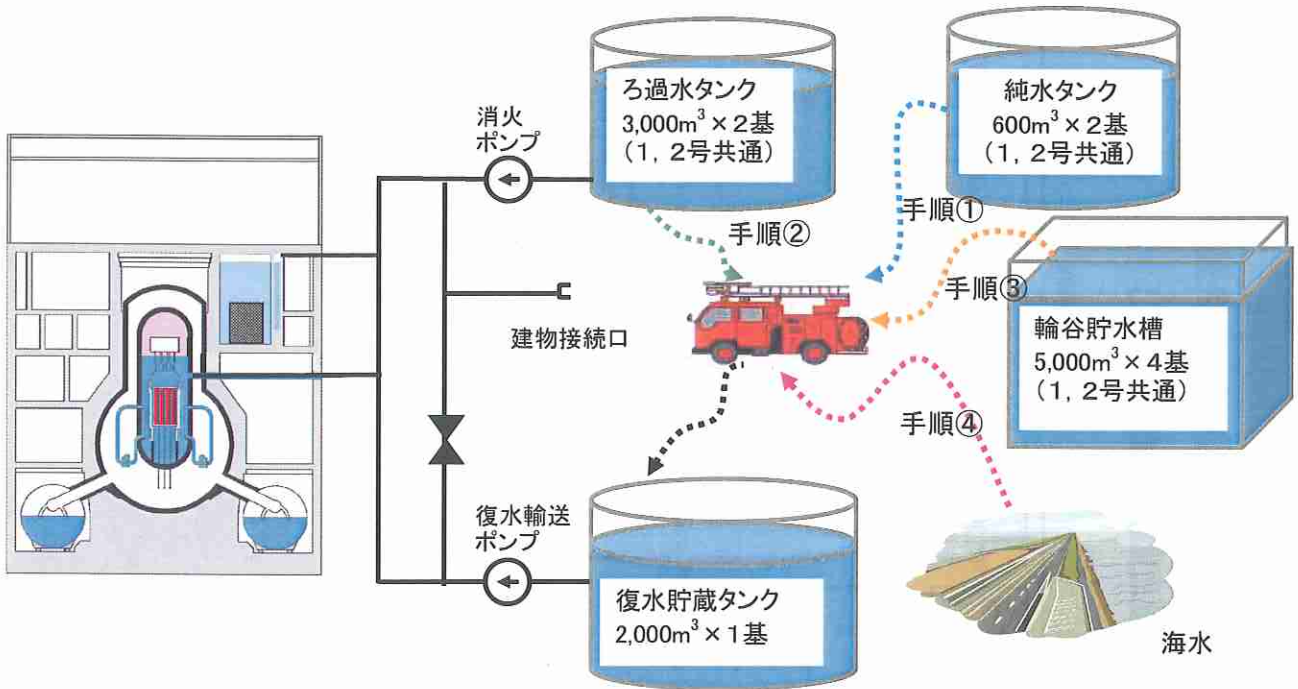 ろ過水タンク
3,000m³×2基
（1，2号共通）
純水タンク
600m³×2基
（1，2号共通）
消火
ポンプ
手順①
手順②
手順③
建物接続口
輪谷貯水槽
5,000m³×4基
（1，2号共通）
手順④
復水輸送
ポンプ
復水貯蔵タンク
2,000m³×1基
海水